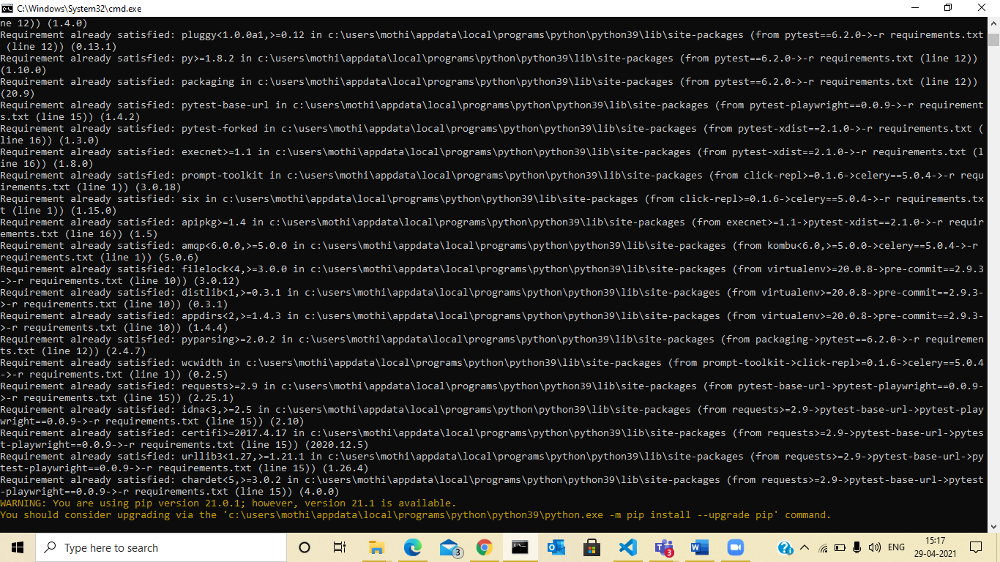 C:\Windows\System32\cmd.exe
ne 12)) (1.4.0)
Requirement already satisfied: pluggy<1.0.0a1,>=0.12 in c:\users\mothi\appdata\local\programs\python\python39\lib\site-packages (from pytest==6.2.0->-r requirements.txt
(line 12)) (0.13.1)
Requirement already satisfied: py>=1.8.2 in c:\users\mothi\appdata\local\programs\python\python39\lib\site-packages (from pytest==6.2.0->-r requirements.txt (line 12))
(1.10.0)
Requirement already satisfied: packaging in c:\users\mothi\appdata\local\programs\python\python39\lib\site-packages (from pytest==6.2.0->-r requirements.txt (line 12))
(20.9)
Requirement already satisfied: pytest-base-url in c:\users\mothi\appdata\local\programs\python\python39\lib\site-packages (from pytest-playwright==0.0.9->-r requirement
s.txt (line 15)) (1.4.2)
Requirement already satisfied: pytest-forked in c:\users\mothi\appdata\local\programs\python\python39\lib\site-packages (from pytest-xdist==2.1.0->-r requirements.txt (
line 16)) (1.3.0)
Requirement already satisfied: execnet>=1.1 in c:\users\mothi\appdata\local\programs\python\python39\lib\site-packages (from pytest-xdist==2.1.0->-r requirements.txt (l
ine 16)) (1.8.0)
Requirement already satisfied: prompt-toolkit in c:\users\mothi\appdata\local\programs\python\python39\lib\site-packages (from click-repl>=0.1.6->celery==5.0.4->-r requ
irements.txt (line 1)) (3.0.18)
Requirement already satisfied: six in c:\users\mothi\appdata\local\programs\python\python39\lib\site-packages (from click-repl>=0.1.6->celery==5.0.4->-r requirements.tx
t (line 1)) (1.15.0)
Requirement already satisfied: apipkg>=1.4 in c:\users\mothi\appdata\local\programs\python\python39\lib\site-packages (from execnet>=1.1->pytest-xdist==2.1.0->-r requir
ements.txt (line 16)) (1.5)
Requirement already satisfied: amqp<6.0.0,>=5.0.0 in c:\users\mothi\appdata\local\programs\python\python39\lib\site-packages (from kombu<6.0,>=5.0.0->celery==5.0.4->-r
requirements.txt (line 1)) (5.0.6)
Requirement already satisfied: filelock<4,>=3.0.0 in c:\users\mothi\appdata\local\programs\python\python39\lib\site-packages (from virtualenv>=20.0.8->pre-commit==2.9.3
->-r requirements.txt (line 10)) (3.0.12)
Requirement already satisfied: distlib<1,>=0.3.1 in c:\users\mothi\appdata\local\programs\python\python39\lib\site-packages (from virtualenv>=20.0.8->pre-commit==2.9.3-
>-r requirements.txt (line 10)) (0.3.1)
Requirement already satisfied: appdirs<2,>=1.4.3 in c:\users\mothi\appdata\local\programs\python\python39\lib\site-packages (from virtualenv>=20.0.8->pre-commit==2.9.3-
>-r requirements.txt (line 10)) (1.4.4)
Requirement already satisfied: pyparsing>=2.0.2 in c:\users\mothi\appdata\local\programs\python\python39\lib\site-packages (from packaging->pytest==6.2.0->-r requiremen
ts.txt (line 12)) (2.4.7)
Requirement already satisfied: wcwidth in c:\users\mothi\appdata\local\programs\python\python39\lib\site-packages (from prompt-toolkit->click-repl>=0.1.6->celery==5.0.4
->-r requirements.txt (line 1)) (0.2.5)
Requirement already satisfied: requests>=2.9 in c:\users\mothi\appdata\local\programs\python\python39\lib\site-packages (from pytest-base-url->pytest-playwright==0.0.9-
>-r requirements.txt (line 15)) (2.25.1)
Requirement already satisfied: idna<3,>=2.5 in c:\users\mothi\appdata\local\programs\python\python39\lib\site-packages (from requests>=2.9->pytest-base-url->pytest-play
wright==0.0.9->-r requirements.txt (line 15)) (2.10)
Requirement already satisfied: certifi>=2017.4.17 in c:\users\mothi\appdata\local\programs\python\python39\lib\site-packages (from requests>=2.9->pytest-base-url->pytes
t-playwright==0.0.9->-r requirements.txt (line 15)) (2020.12.5)
Requirement already satisfied: urllib3<1.27,>=1.21.1 in c:\users\mothi\appdata\local\programs\python\python39\lib\site-packages (from requests>=2.9->pytest-base-url->py
test-playwright==0.0.9->-r requirements.txt (line 15)) (1.26.4)
Requirement already satisfied: chardet<5,>=3.0.2 in c:\users\mothi\appdata\local\programs\python\python39\lib\site-packages (from requests>=2.9->pytest-base-url->pytest
-playwright==0.0.9->-r requirements.txt (line 15)) (4.0.0)
WARNING: You are using pip version 21.0.1; however, version 21.1 is available.
You should consider upgrading via the 'c:\users\mothi\appdata\local\programs\python\python39\python.exe -m pip install --upgrade pip' command.
Type here to search
3
3
ENG
15:17
29-04-2021